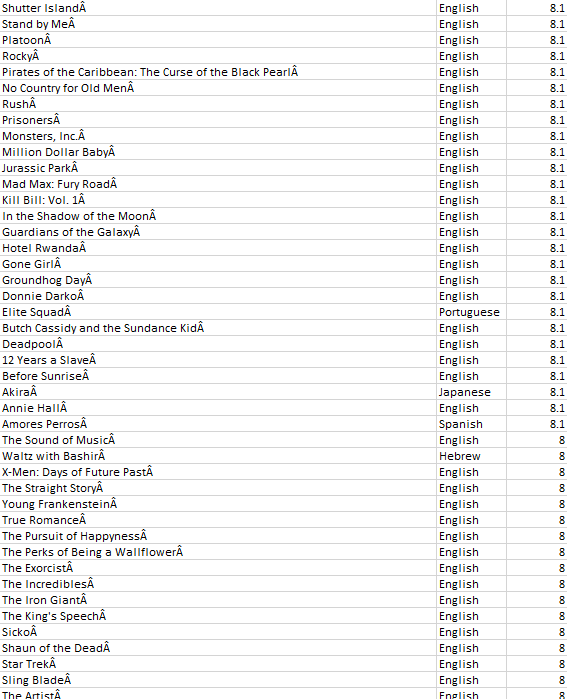 Shutter IslandÂ English 8.1
Stand by MeÂ English 8.1
PlatoonÂ English 8.1
RockyÂ English 8.1
Pirates of the Caribbean: The Curse of the Black PearlÂ English 8.1
No Country for Old MenÂ English 8.1
RushÂ English 8.1
PrisonersÂ English 8.1
Monsters, Inc.Â English 8.1
Million Dollar BabyÂ English 8.1
Jurassic ParkÂ English 8.1
Mad Max: Fury RoadÂ English 8.1
Kill Bill: Vol. 1Â English 8.1
In the Shadow of the MoonÂ English 8.1
Guardians of the GalaxyÂ English 8.1
Hotel RwandaÂ English 8.1
Gone GirlÂ English 8.1
Groundhog DayÂ English 8.1
Donnie DarkoÂ English 8.1
Elite SquadÂ Portuguese 8.1
Butch Cassidy and the Sundance KidÂ English 8.1
DeadpoolÂ English 8.1
12 Years a SlaveÂ English 8.1
Before SunriseÂ English 8.1
AkiraÂ Japanese 8.1
Annie HallÂ English 8.1
Amores PerrosÂ Spanish 8.1
The Sound of MusicÂ English 8
Waltz with BashirÂ Hebrew 8
X-Men: Days of Future PastÂ English 8
The Straight StoryÂ English 8
Young FrankensteinÂ English 8
True RomanceÂ English 8
The Pursuit of HappynessÂ English 8
The Perks of Being a WallflowerÂ English 8
The ExorcistÂ English 8
The IncrediblesÂ English 8
The Iron GiantÂ English 8
The King's SpeechÂ English 8
SickoÂ English 8
Shaun of the DeadÂ English 8
Star TrekÂ English 8
Sling BladeÂ English 8
The ArtistÂ English 8